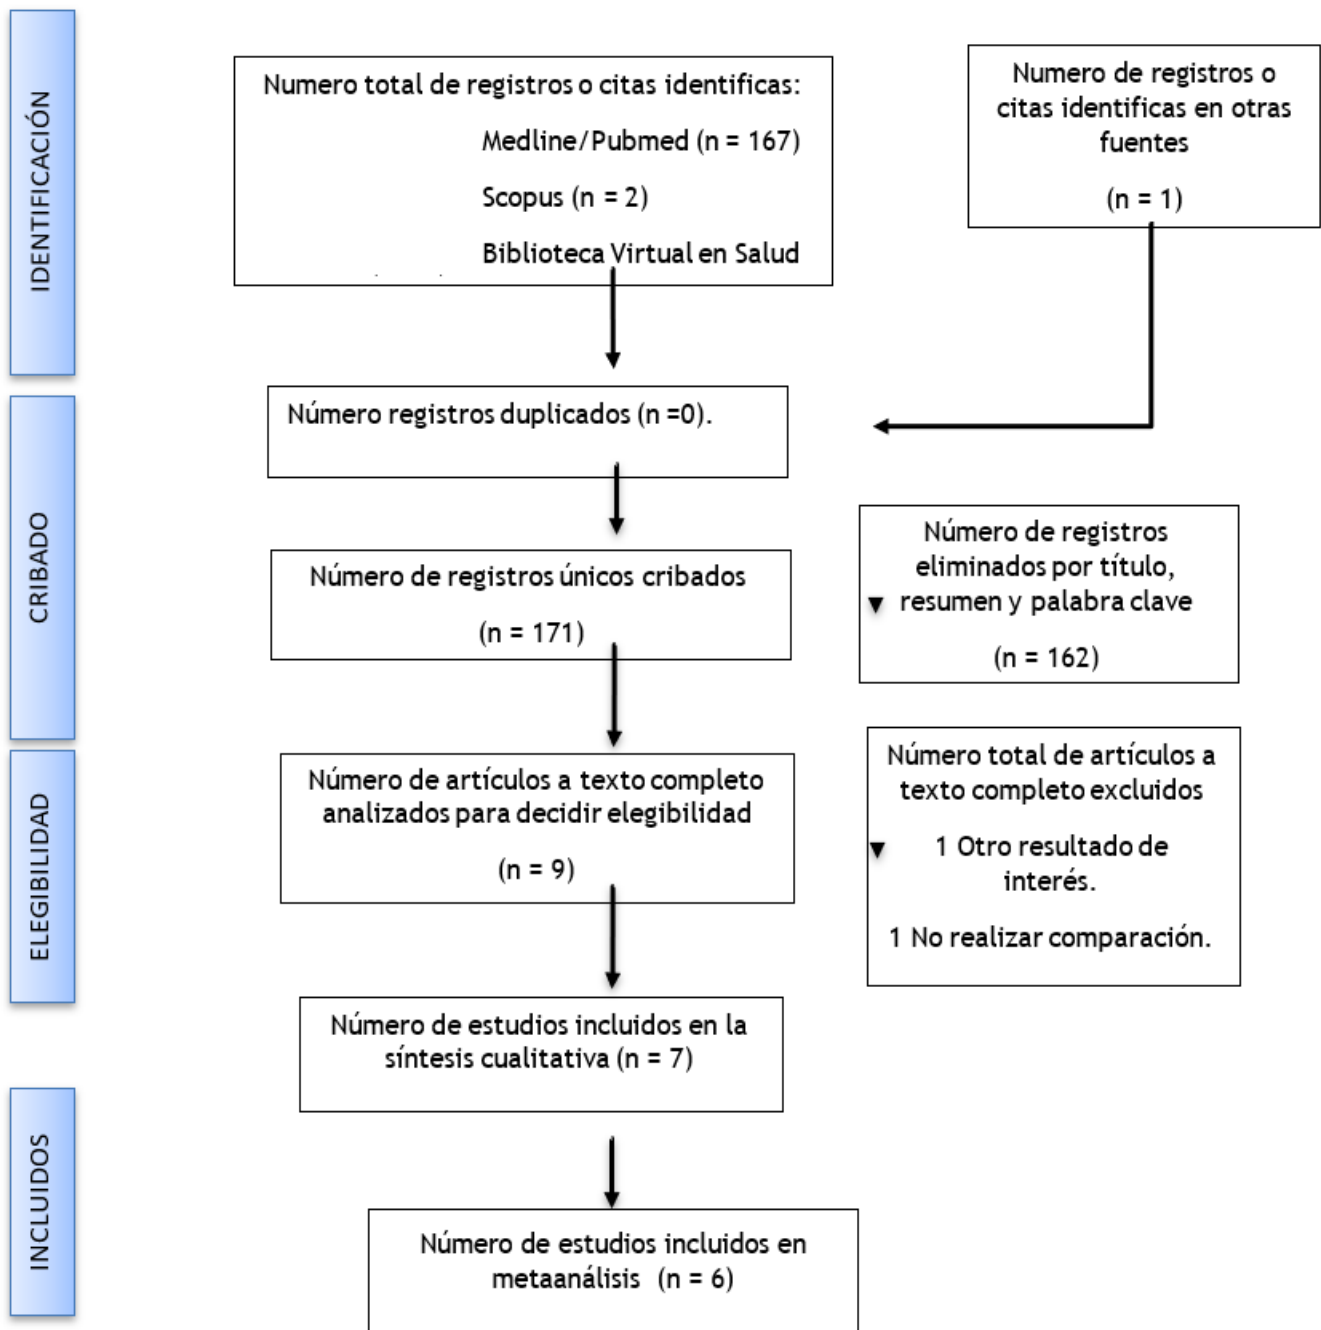 IDENTIFICACIÓN
Numero total de registros o citas identificas:
Medline/Pubmed (n = 167)
Scopus (n = 2)
Biblioteca Virtual en Salud
Numero de registros o
citas identificas en otras
fuentes
(n = 1)
CRIBADO
Número registros duplicados (n =0).
Número de registros únicos cribados
(n = 171)
Número de registros
eliminados por título,
resumen y palabra clave
(n = 162)
ELEGIBILIDAD
Número de artículos a texto completo
analizados para decidir elegibilidad
(n = 9)
Número total de artículos a
texto completo excluidos
1 Otro resultado de
interés.
1 No realizar comparación.
Número de estudios incluidos en la
síntesis cualitativa (n = 7)
INCLUIDOS
Número de estudios incluidos en
metaanálisis (n = 6)